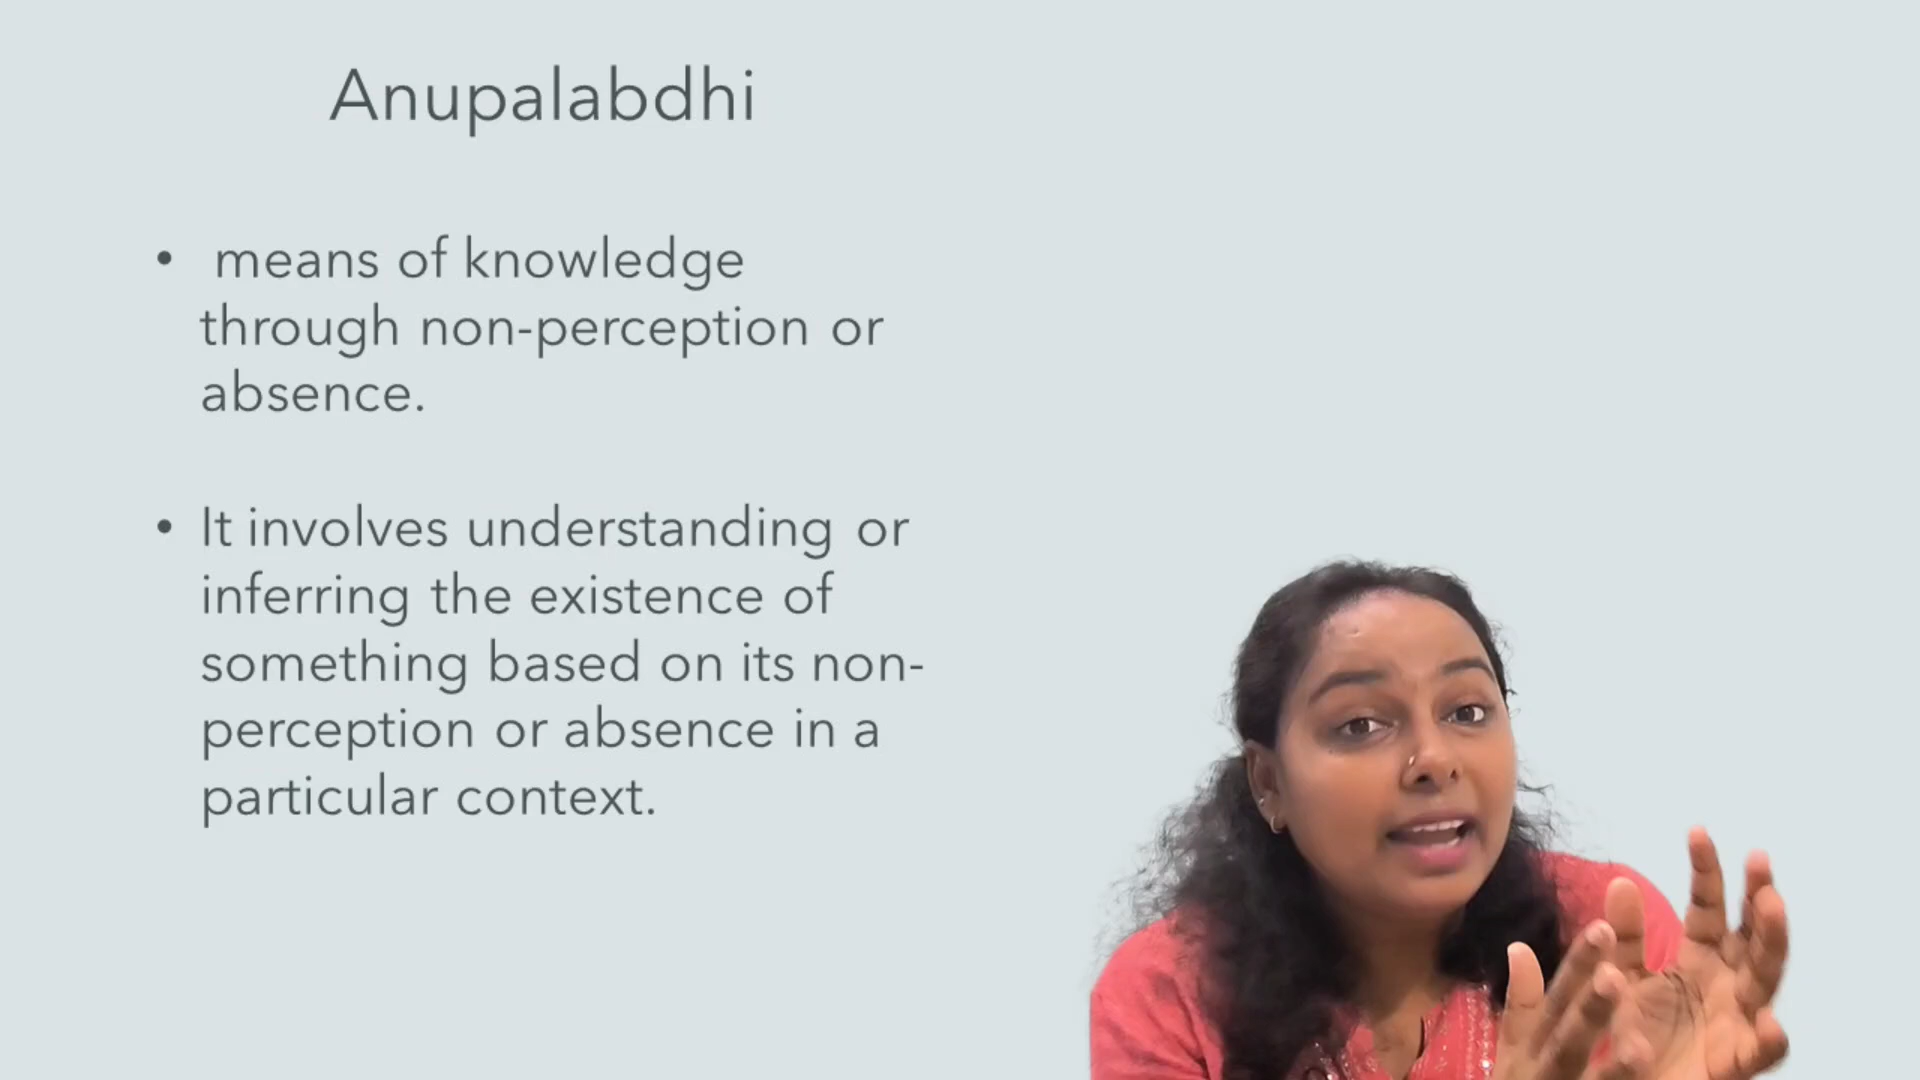 Anupalabdhi
• means of knowledge
through non-perception or
absence.
• It involves understanding or
inferring the existence of
something based on its non-
perception or absence in a
particular context.